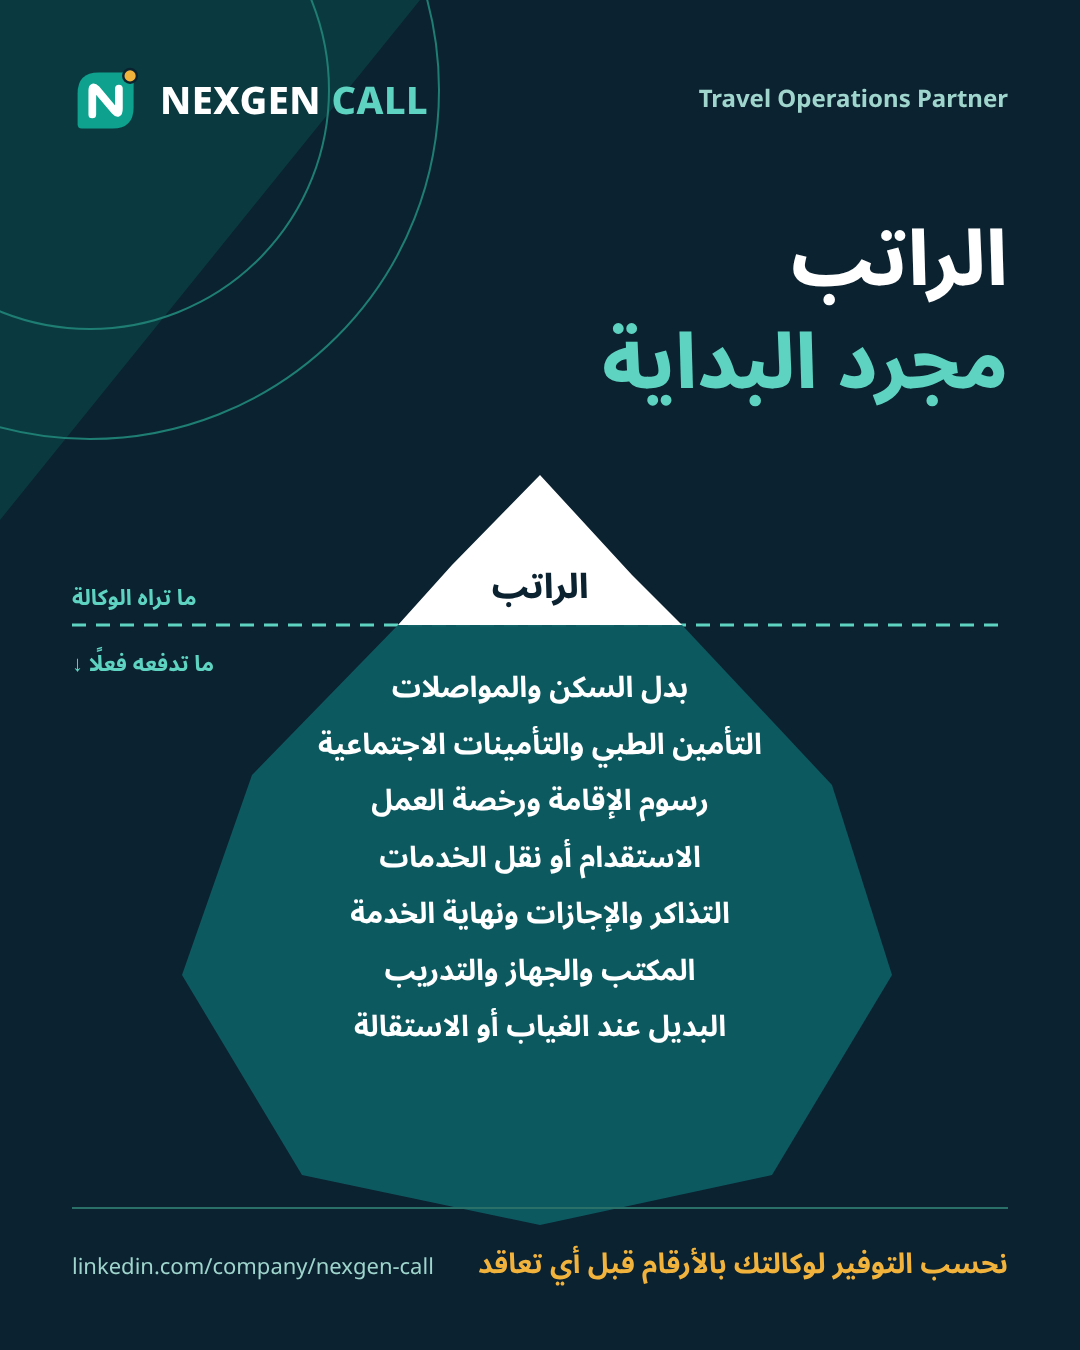 NEXGEN CALL
Travel Operations Partner
الراتب
مجرد البداية
الراتب
ما تراه الوكالة
ما تدفعه فعلًا ↓
بدل السكن والمواصلات
التأمين الطبي والتأمينات الاجتماعية
رسوم الإقامة ورخصة العمل
الاستقدام أو نقل الخدمات
التذاكر والإجازات ونهاية الخدمة
المكتب والجهاز والتدريب
البديل عند الغياب أو الاستقالة
نحسب التوفير لوكالتك بالأرقام قبل أي تعاقد
linkedin.com/company/nexgen-call